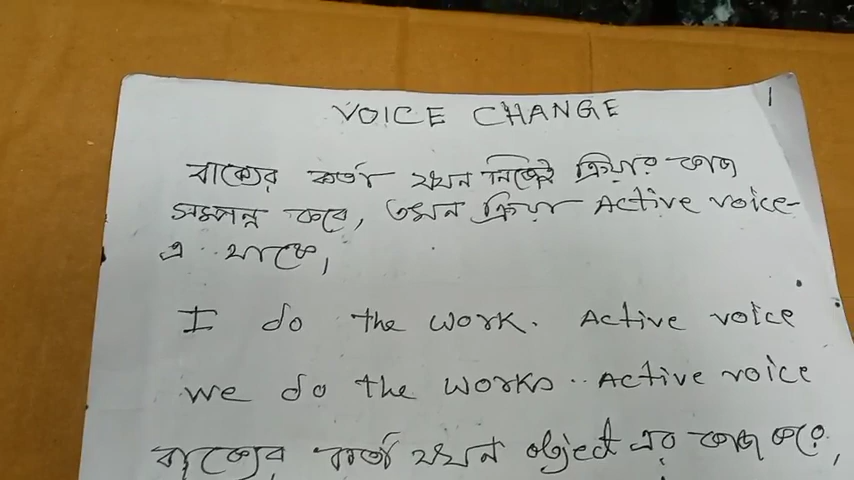 VOICE CHANGE
1
বাক্যের কর্তা যখন নিজেই ক্রিয়ার কাজ
সম্পন্ন করে, তখন ক্রিয়া Active voice-
এ থাকে,
I do the work. Active voice
We do the works.. Active voice
বাক্যের কর্তা যখন object এর কাজ করে,